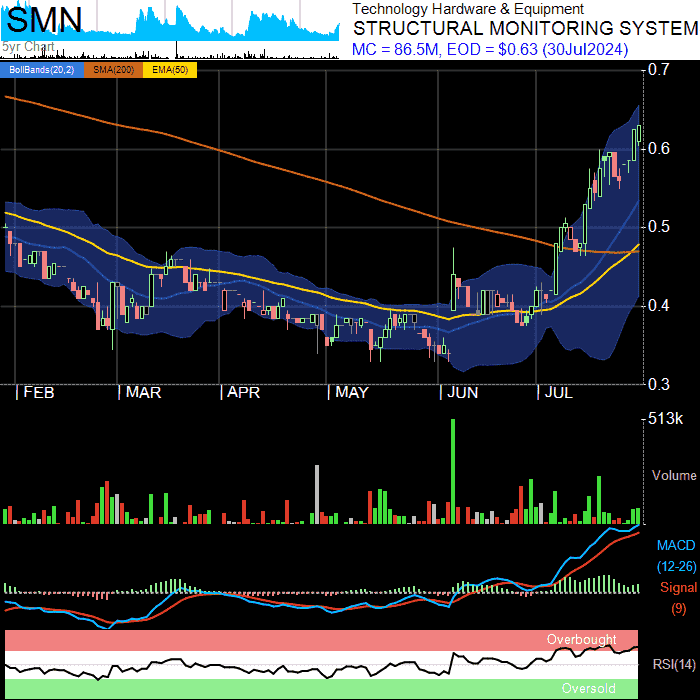 SMN
5yr Chart
Technology Hardware & Equipment
STRUCTURAL MONITORING SYSTEM
MC = 86.5M, EOD = $0.63 (30Jul2024)
BollBands(20,2) SMA(200) EMA(50)
0.7
0.6
0.5
0.4
0.3
FEB MAR APR MAY JUN JUL
513k
Volume
MACD
(12-26)
Signal
(9)
Overbought
RSI(14)
Oversold